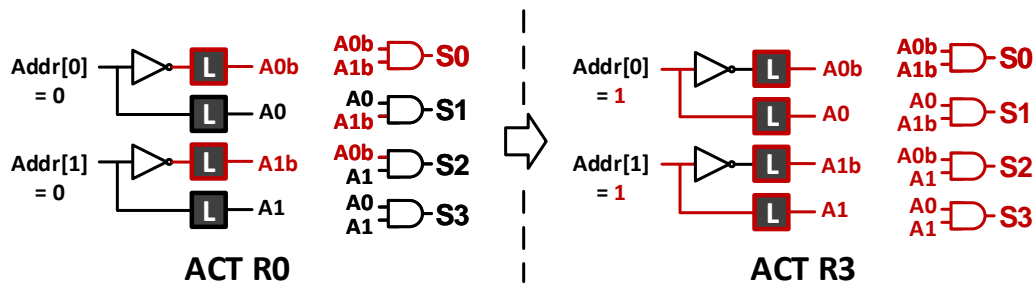 Addr[0]
= 0
L
A0b
L
A0
Addr[1]
= 0
L
A1b
L
A1
A0b
A1b
S0
A0
A1b
S1
A0b
A1
S2
A0
A1
S3
ACT R0
Addr[0]
= 1
L
A0b
L
A0
Addr[1]
= 1
L
A1b
L
A1
A0b
A1b
S0
A0
A1b
S1
A0b
A1
S2
A0
A1
S3
ACT R3